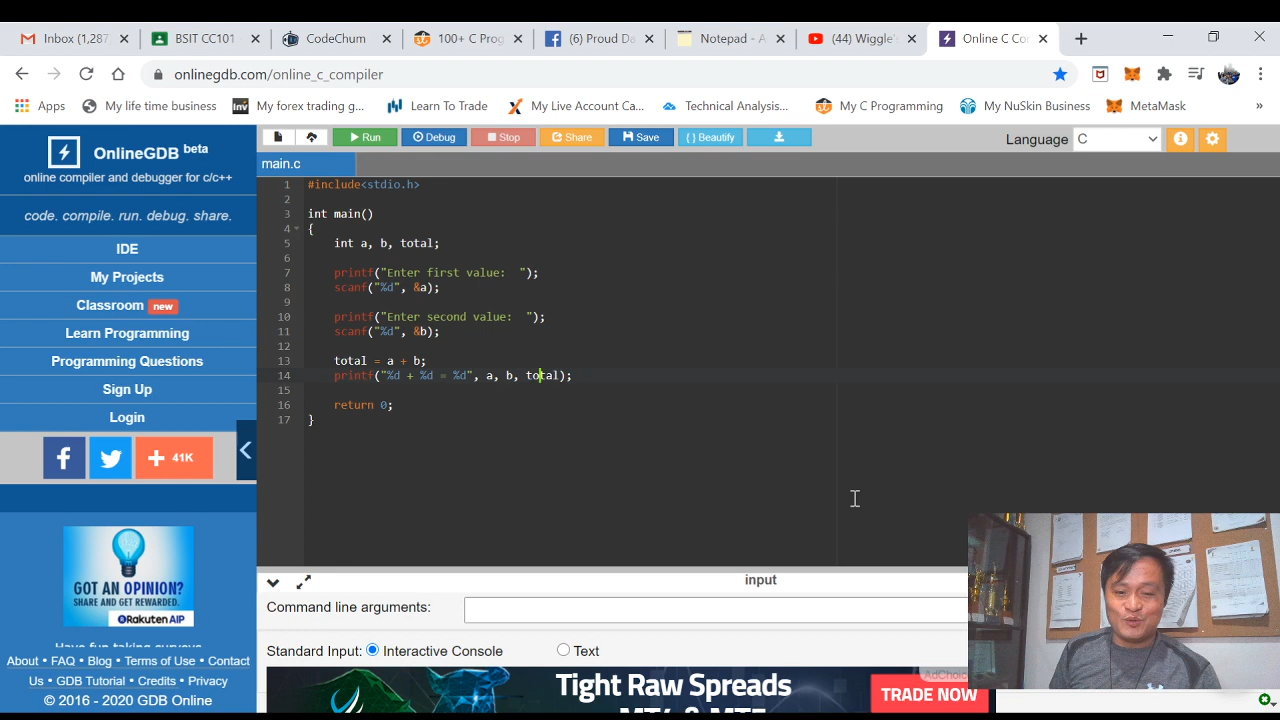 Inbox (1,287
BSIT CC101
CodeChum
100+ C Prog
(6) Proud Da
Notepad - A
(44) Wiggle's
Online C Co
onlinegdb.com/online_c_compiler
Apps
My life time business
Inv
My forex trading g...
Learn To Trade
My Live Account Ca...
Technical Analysis...
My C Programming
My NuSkin Business
MetaMask
»
OnlineGDB beta
online compiler and debugger for c/c++
code. compile. run. debug. share.
IDE
My Projects
Classroom new
Learn Programming
Programming Questions
Sign Up
Login
41K
GOT AN OPINION?
SHARE AND GET REWARDED.
Rakuten AIP
Have fun taking surveys
About • FAQ • Blog • Terms of Use • Contact
Us • GDB Tutorial • Credits • Privacy
© 2016 - 2020 GDB Online
Run
Debug
Stop
Share
Save
{ } Beautify
Language C
main.c
1 #include<stdio.h>
2
3 int main()
4 {
5 int a, b, total;
6
7 printf("Enter first value:  ");
8 scanf("%d", &a);
9
10 printf("Enter second value:  ");
11 scanf("%d", &b);
12
13 total = a + b;
14 printf("%d + %d = %d", a, b, total);
15
16 return 0;
17 }
input
Command line arguments:
Standard Input: Interactive Console Text
AdChoic
Tight Raw Spreads
TRADE NOW